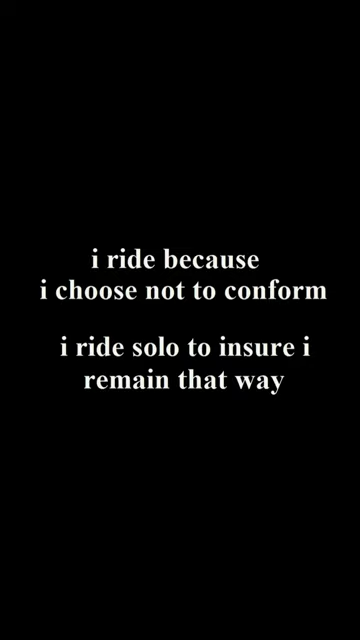 i ride because
i choose not to conform
i ride solo to insure i
remain that way